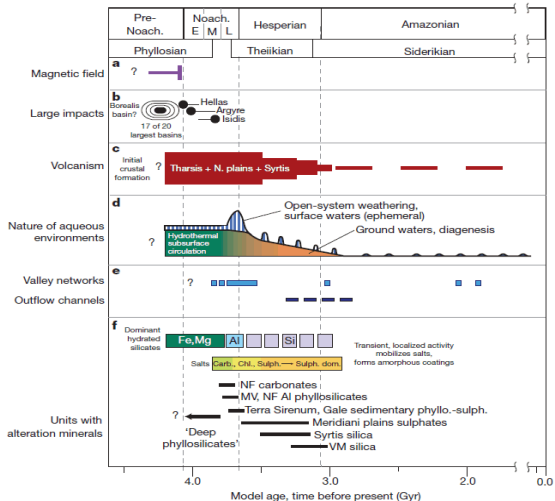 Pre-
Noach.
Noach.
E M L
Hesperian
Amazonian
Phyllosian
Theiikian
Siderikian
a
Magnetic field
?
b
Large impacts
Borealis
basin?
17 of 20
largest basins
Hellas
Argyre
Isidis
c
Volcanism
Initial
crustal
formation
?
Tharsis + N. plains + Syrtis
d
Nature of aqueous
environments
?
Hydrothermal
subsurface
circulation
Open-system weathering,
surface waters (ephemeral)
Ground waters, diagenesis
e
Valley networks
?
Outflow channels
f
Dominant
hydrated
silicates
Fe,Mg
Al
Si
Transient, localized activity
mobilizes salts,
forms amorphous coatings
Salts
Carb., Chl., Sulph. → Sulph. dom.
Units with
alteration minerals
NF carbonates
MV, NF Al phyllosilicates
Terra Sirenum, Gale sedimentary phyllo.-sulph.
?
'Deep
phyllosilicates'
Meridiani plains sulphates
Syrtis silica
VM silica
4.0
3.0
2.0
0.0
Model age, time before present (Gyr)